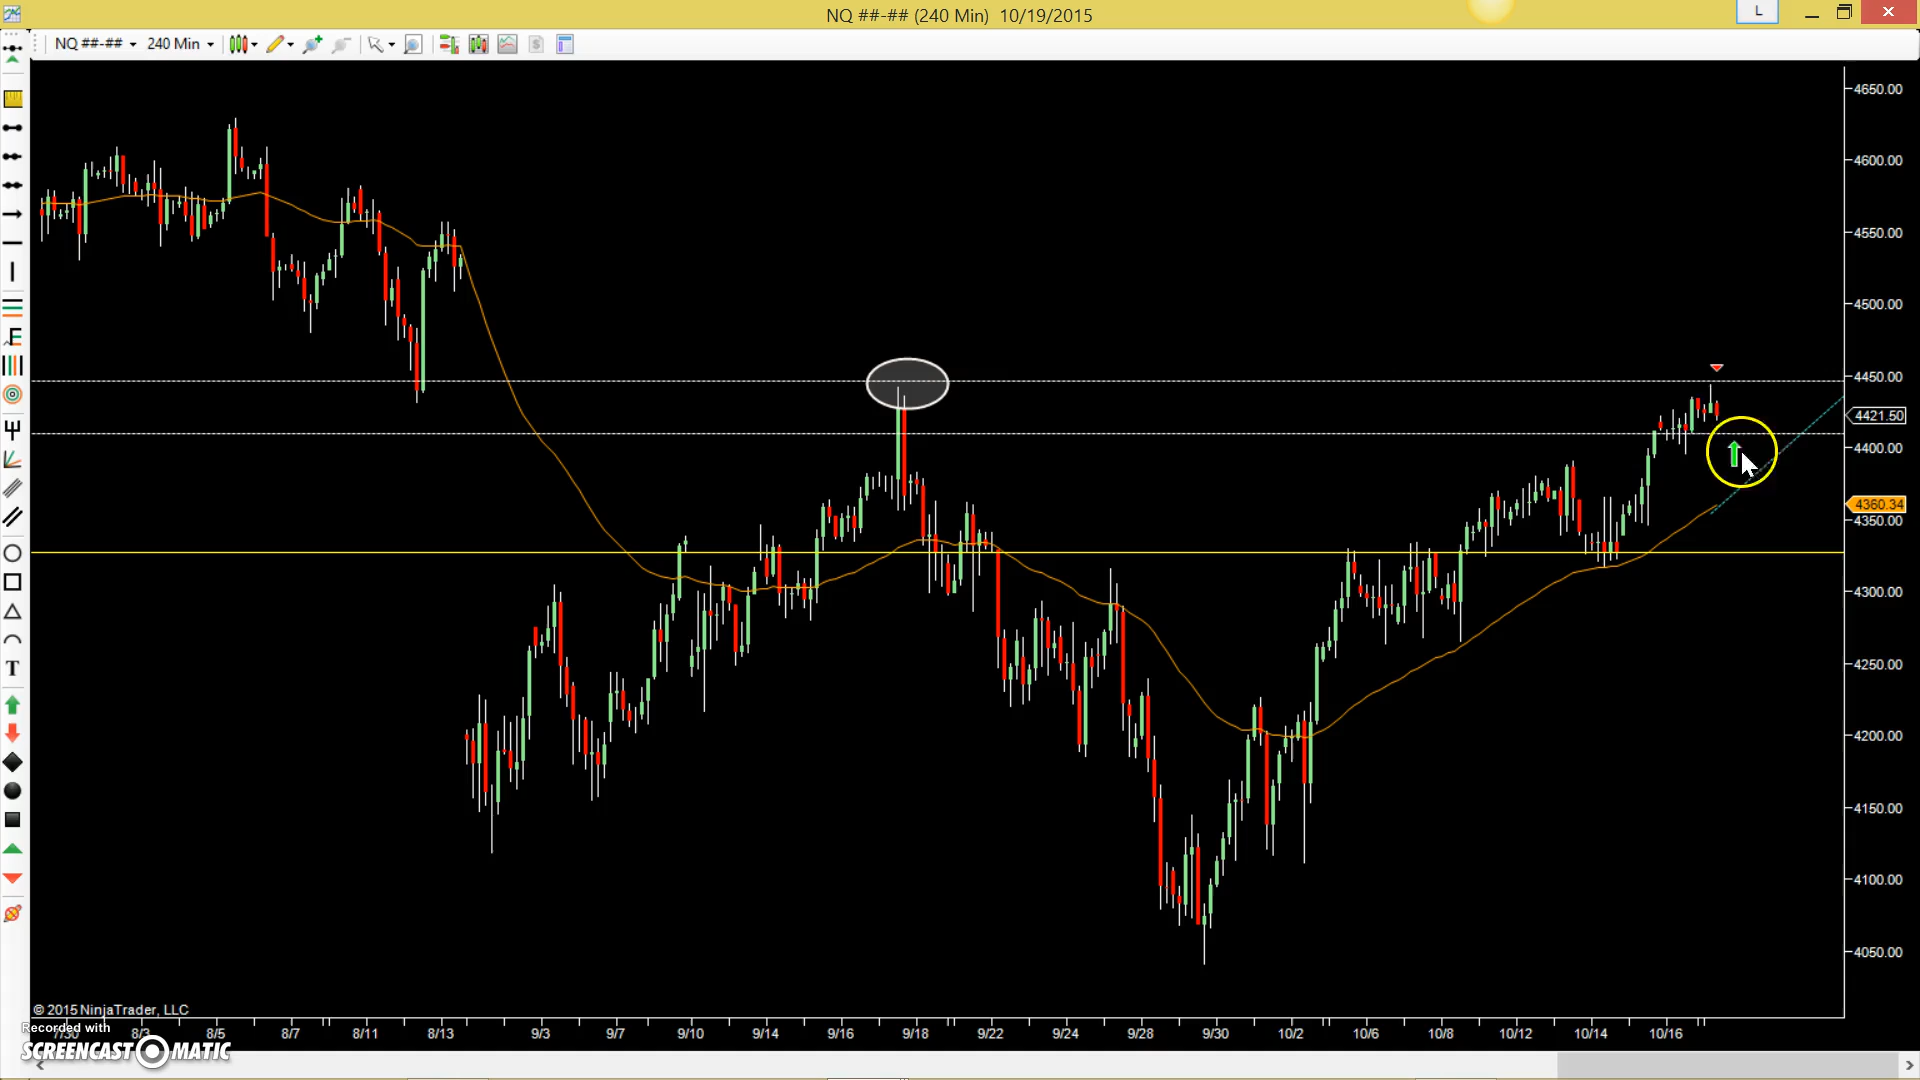 NQ ##-## (240 Min) 10/19/2015
L
NQ ##-## 240 Min
F
T
4650.00
4600.00
4550.00
4500.00
4450.00
4421.50
4400.00
4360.34
4350.00
4300.00
4250.00
4200.00
4150.00
4100.00
4050.00
© 2015 NinjaTrader, LLC
7/30 8/3 8/5 8/7 8/11 8/13 9/3 9/7 9/10 9/14 9/16 9/18 9/22 9/24 9/28 9/30 10/2 10/6 10/8 10/12 10/14 10/16
Recorded with
SCREENCAST-O-MATIC